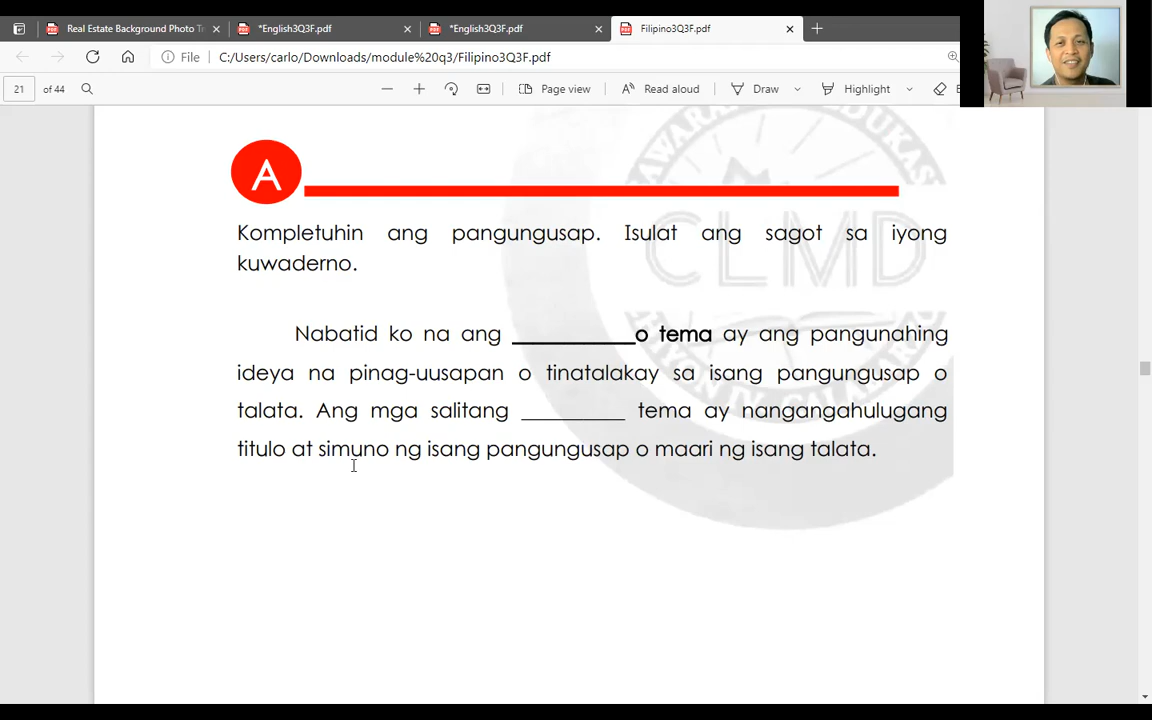 Real Estate Background Photo Tr
*English3Q3F.pdf
*English3Q3F.pdf
Filipino3Q3F.pdf
File C:/Users/carlo/Downloads/module%20q3/Filipino3Q3F.pdf
21 of 44
Page view
Read aloud
Draw
Highlight
A
Kompletuhin ang pangungusap. Isulat ang sagot sa iyong
kuwaderno.
Nabatid ko na ang ___________o tema ay ang pangunahing
ideya na pinag-uusapan o tinatalakay sa isang pangungusap o
talata. Ang mga salitang _________ tema ay nangangahulugang
titulo at simuno ng isang pangungusap o maari ng isang talata.
CLMD